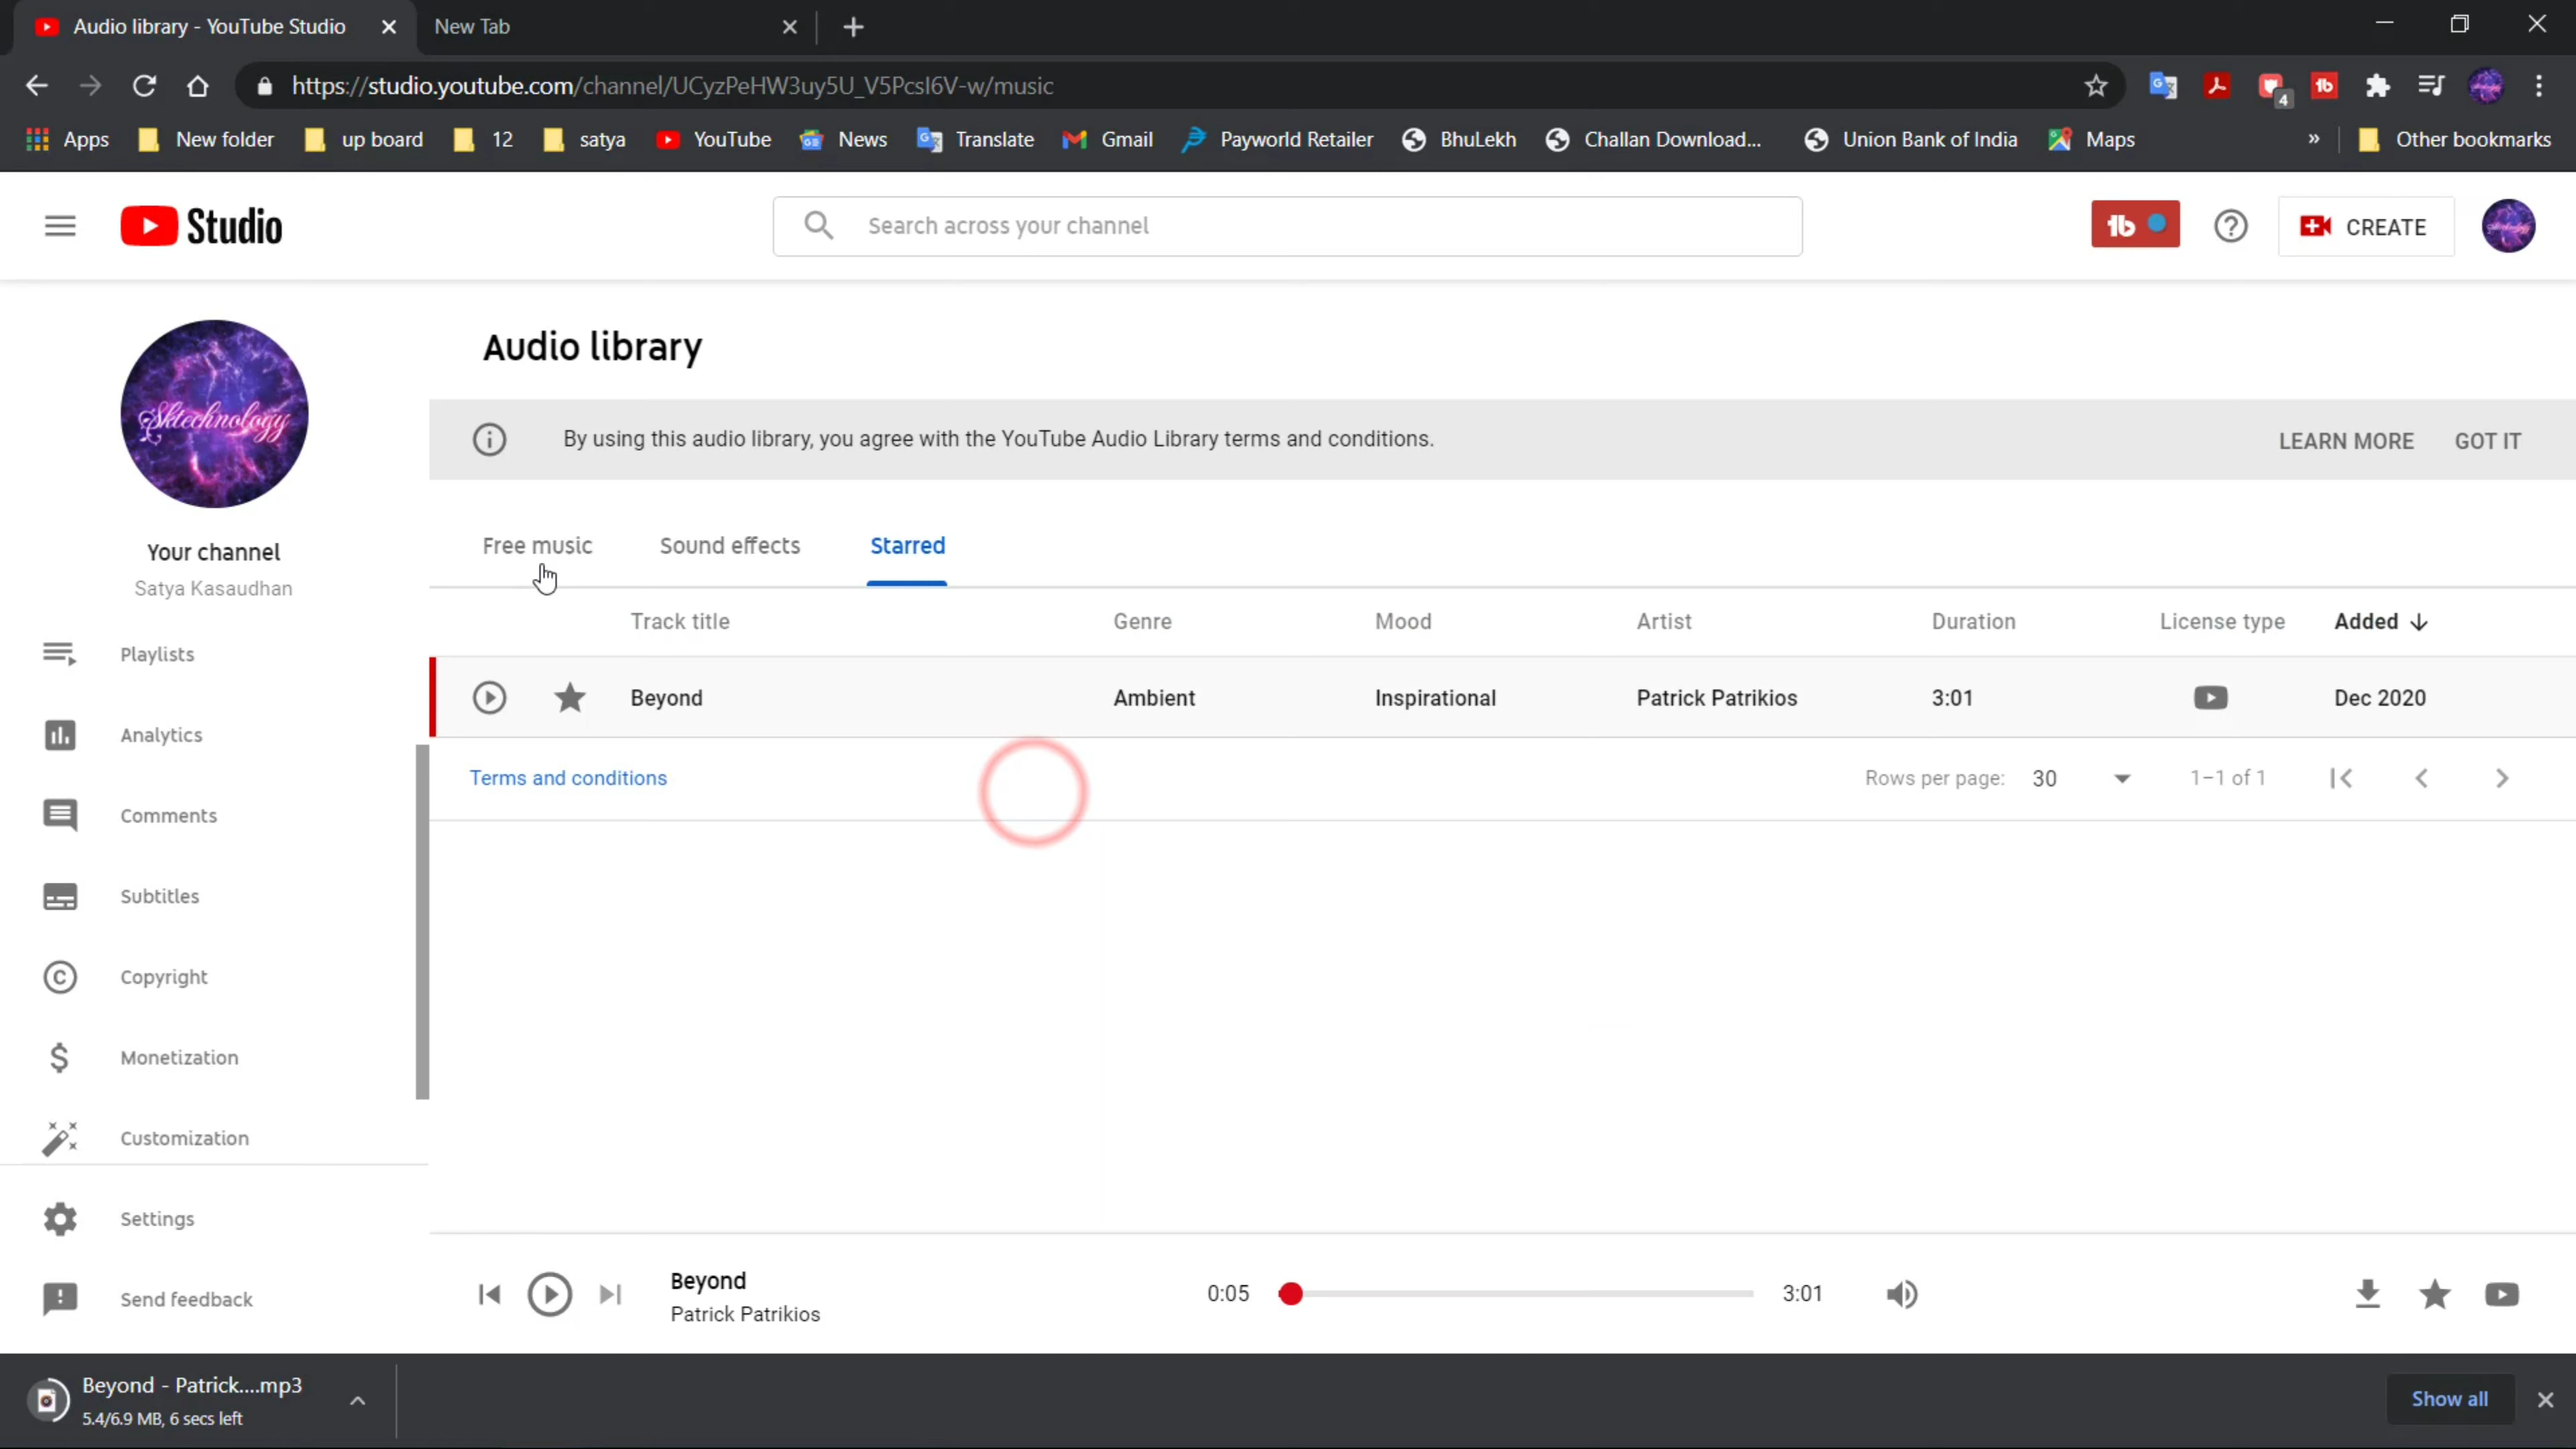 Audio library - YouTube Studio
New Tab
https://studio.youtube.com/channel/UCyzPeHW3uy5U_V5PcsI6V-w/music
4
Apps
New folder
up board
12
satya
YouTube
News
Translate
Gmail
Payworld Retailer
BhuLekh
Challan Download...
Union Bank of India
Maps
»
Other bookmarks
Studio
Search across your channel
CREATE
Audio library
By using this audio library, you agree with the YouTube Audio Library terms and conditions.
LEARN MORE
GOT IT
Sktechnology
Your channel
Satya Kasaudhan
Playlists
Analytics
Comments
Subtitles
Copyright
Monetization
Customization
Settings
Send feedback
Free music
Sound effects
Starred
Track title
Genre
Mood
Artist
Duration
License type
Added
Beyond
Ambient
Inspirational
Patrick Patrikios
3:01
Dec 2020
Terms and conditions
Rows per page:
30
1–1 of 1
Beyond
Patrick Patrikios
0:05
3:01
Beyond - Patrick....mp3
5.4/6.9 MB, 6 secs left
Show all